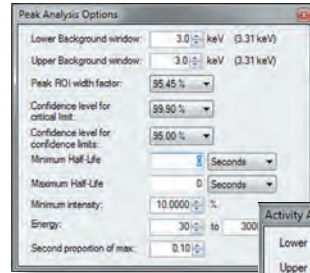 Peak Analysis Options
Lower Background window: 3.0 keV (3.31 keV)
Upper Background window: 3.0 keV (3.31 keV)
Peak ROI width factor: 95.45 %
Confidence level for
critical limit: 99.90 %
Confidence level for
confidence limits: 95.00 %
Minimum Half-Life Seconds
Maximum Half-Life 0 Seconds
Minimum intensity: 10.0000 %
Energy: 30 to 300
Second proportion of max: 0.10
Activity A
Lower
Upper